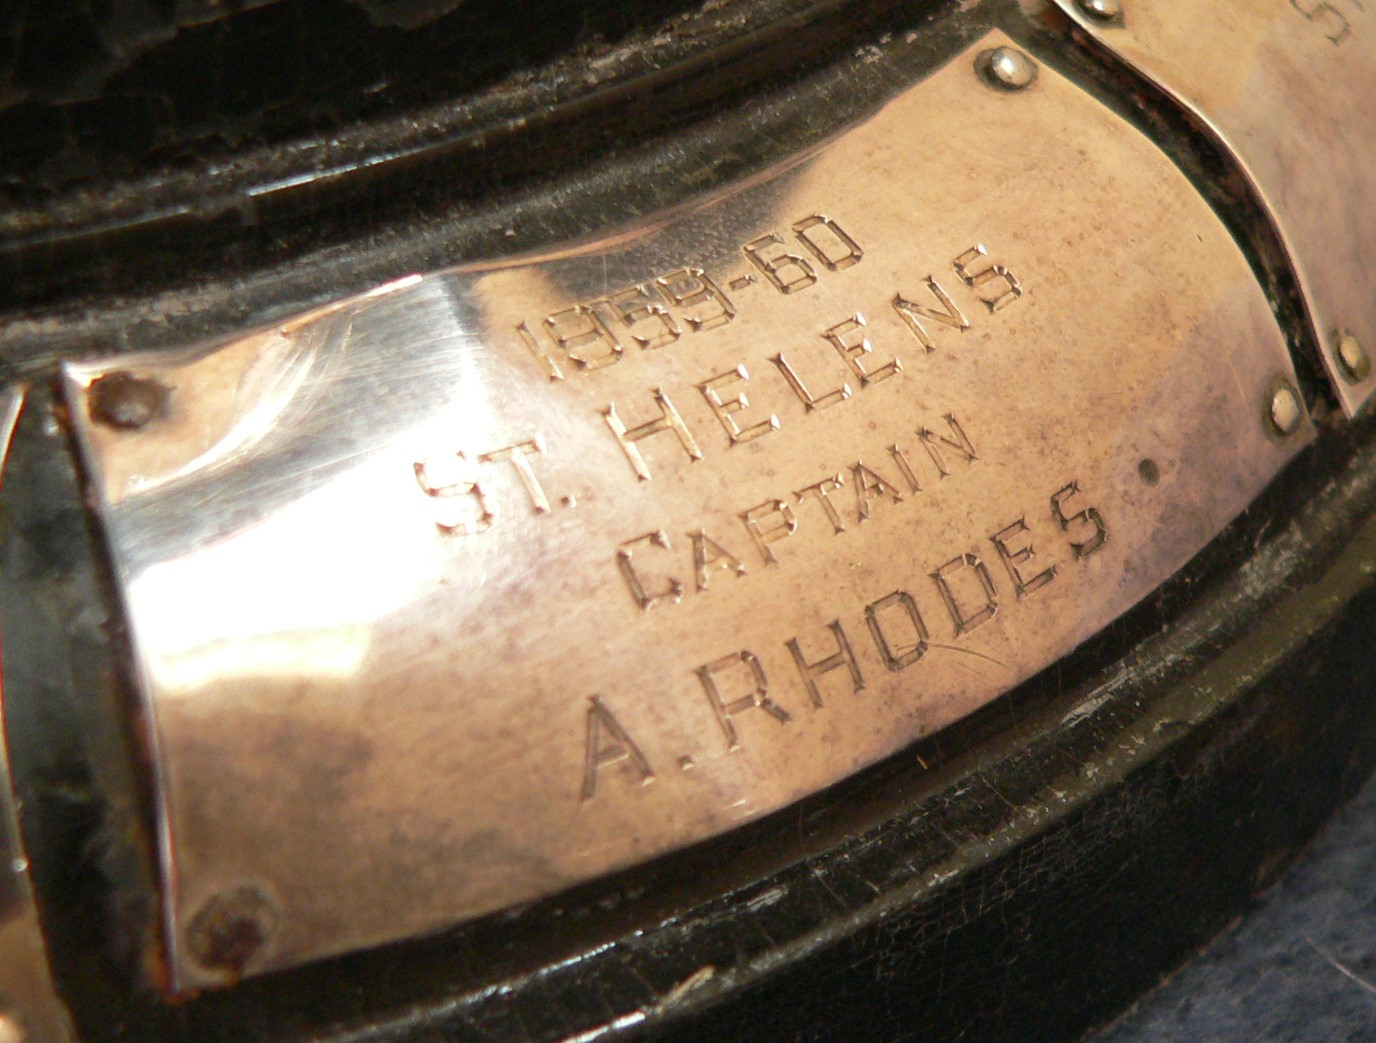 1959-60
ST. HELENS
CAPTAIN
A. RHODES.